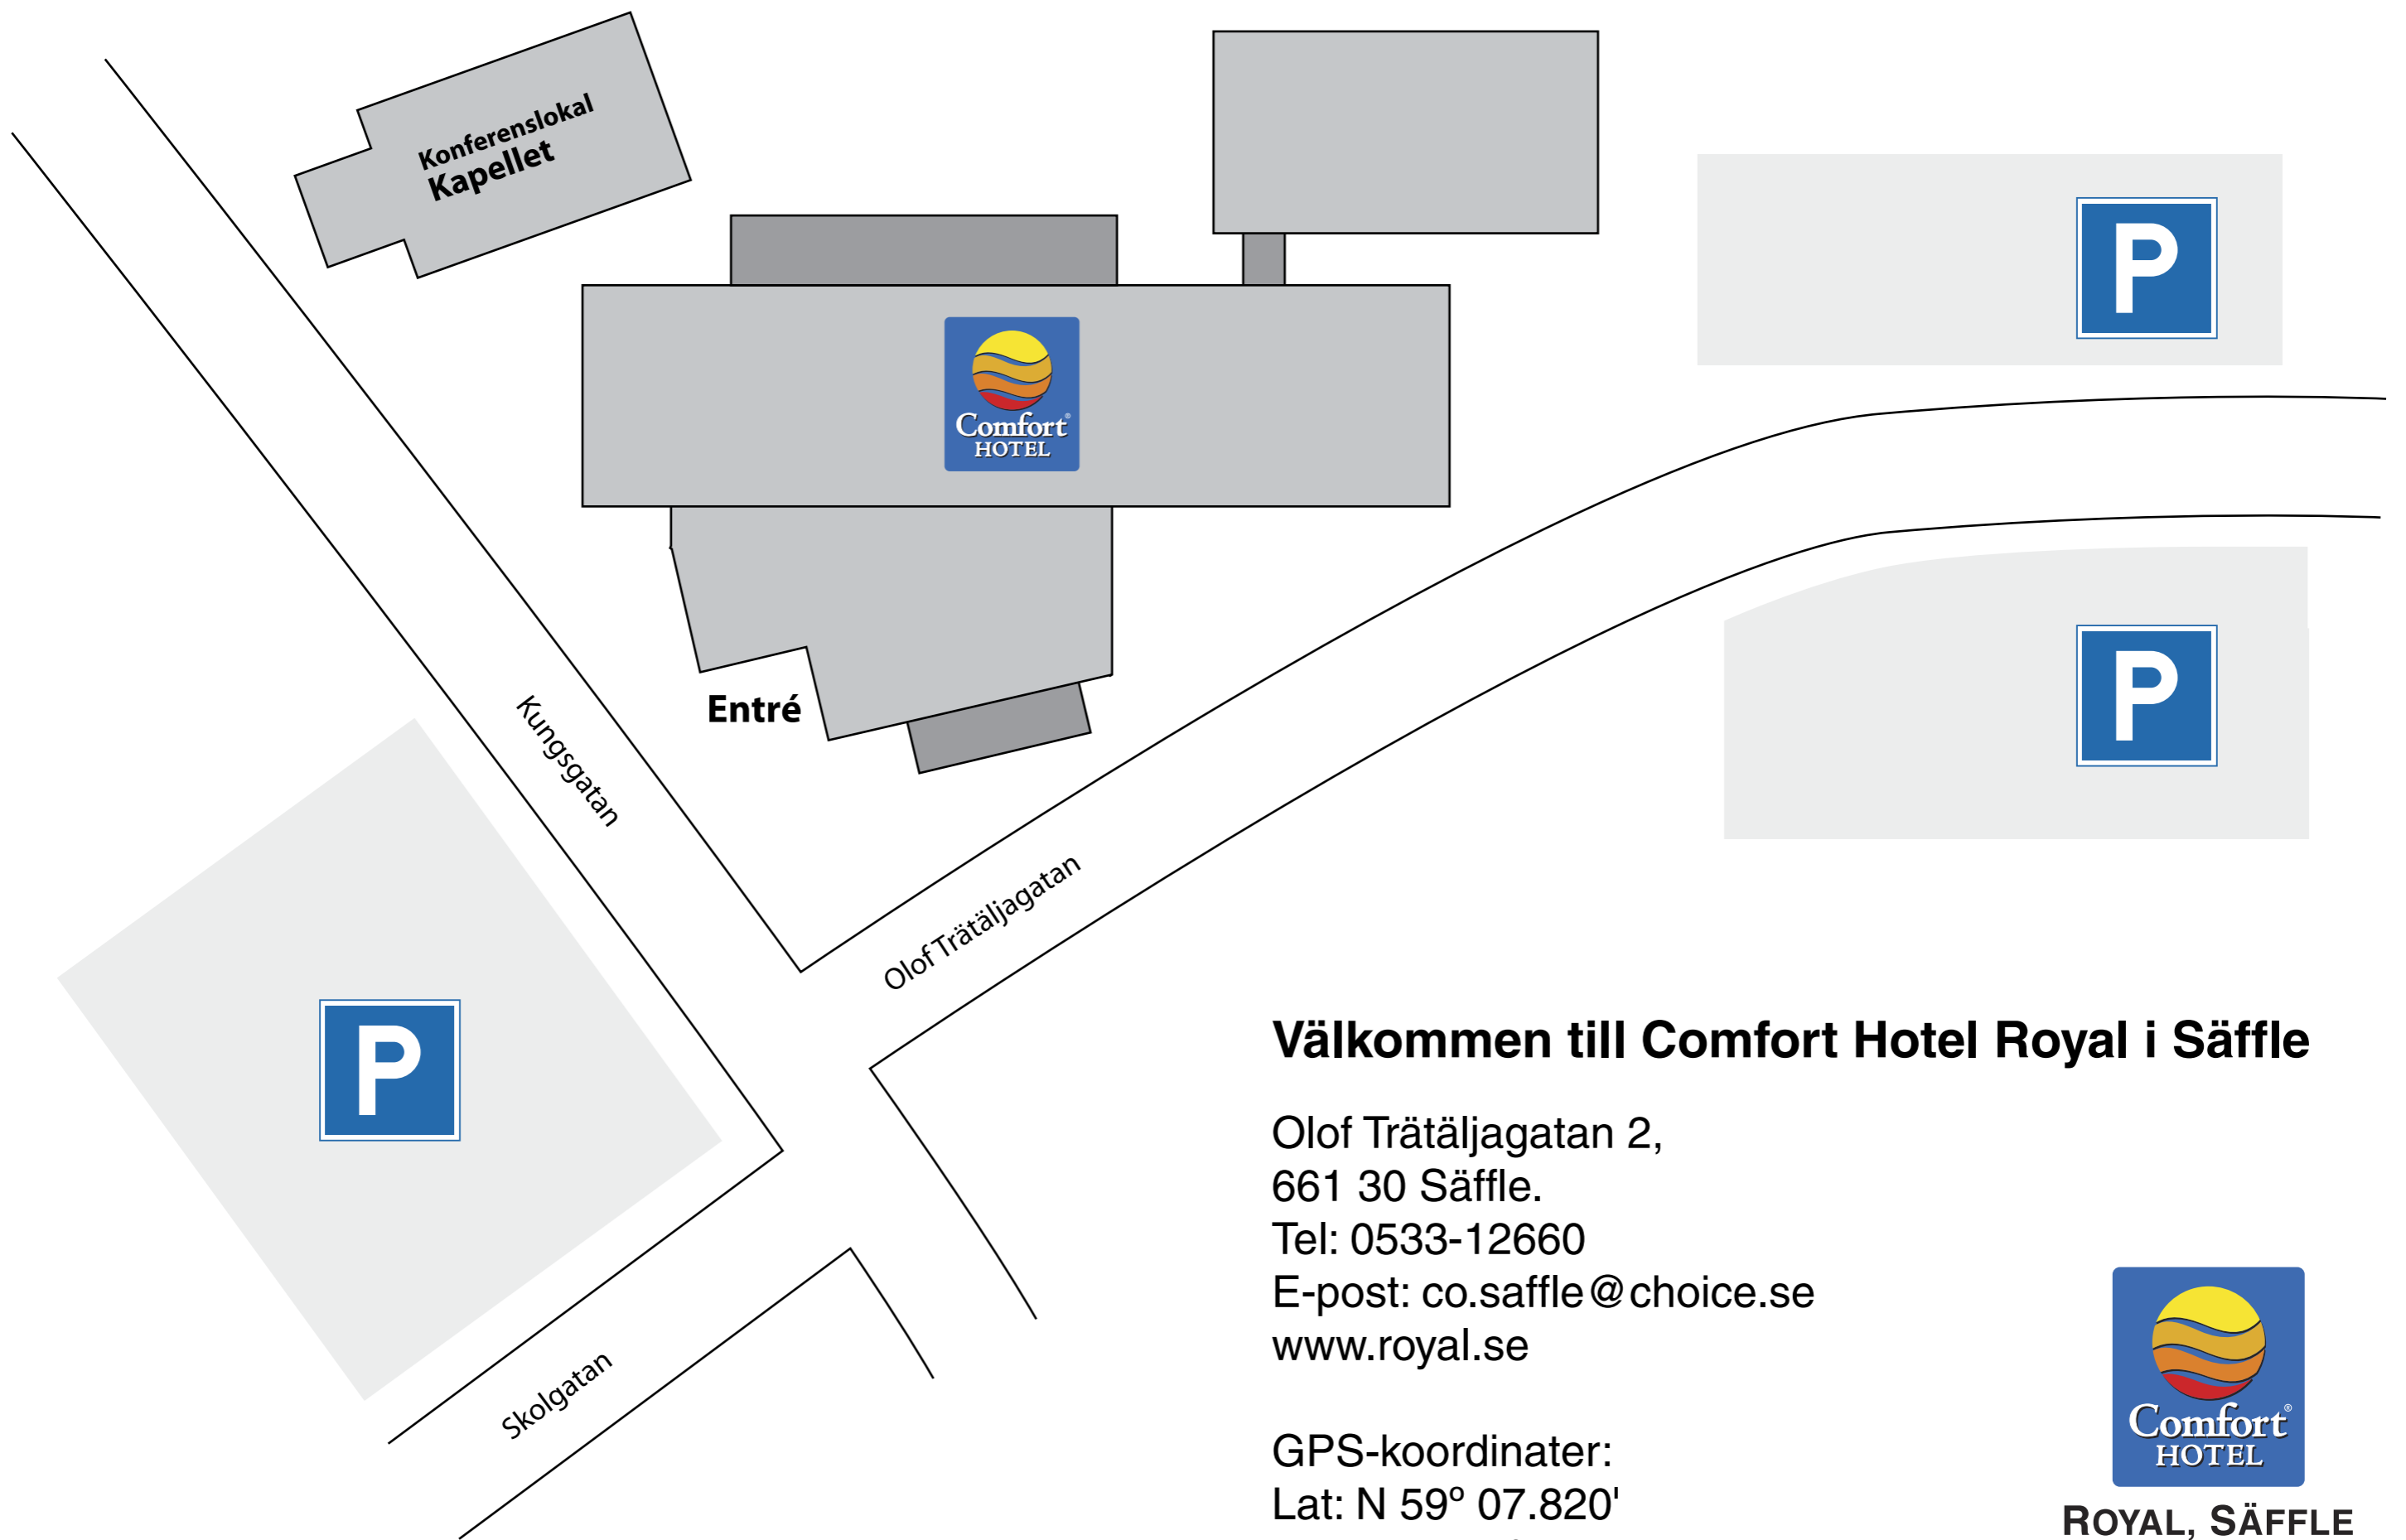 Konferenslokal
Kapellet
P
Comfort®
HOTEL
Entré
P
Kungsgatan
Olof Trätäljagatan
P
Skolgatan
Välkommen till Comfort Hotel Royal i Säffle
Olof Trätäljagatan 2,
661 30 Säffle.
Tel: 0533-12660
E-post: co.saffle@choice.se
www.royal.se
GPS-koordinater:
Lat: N 59º 07.820'
Comfort®
HOTEL
ROYAL, SÄFFLE